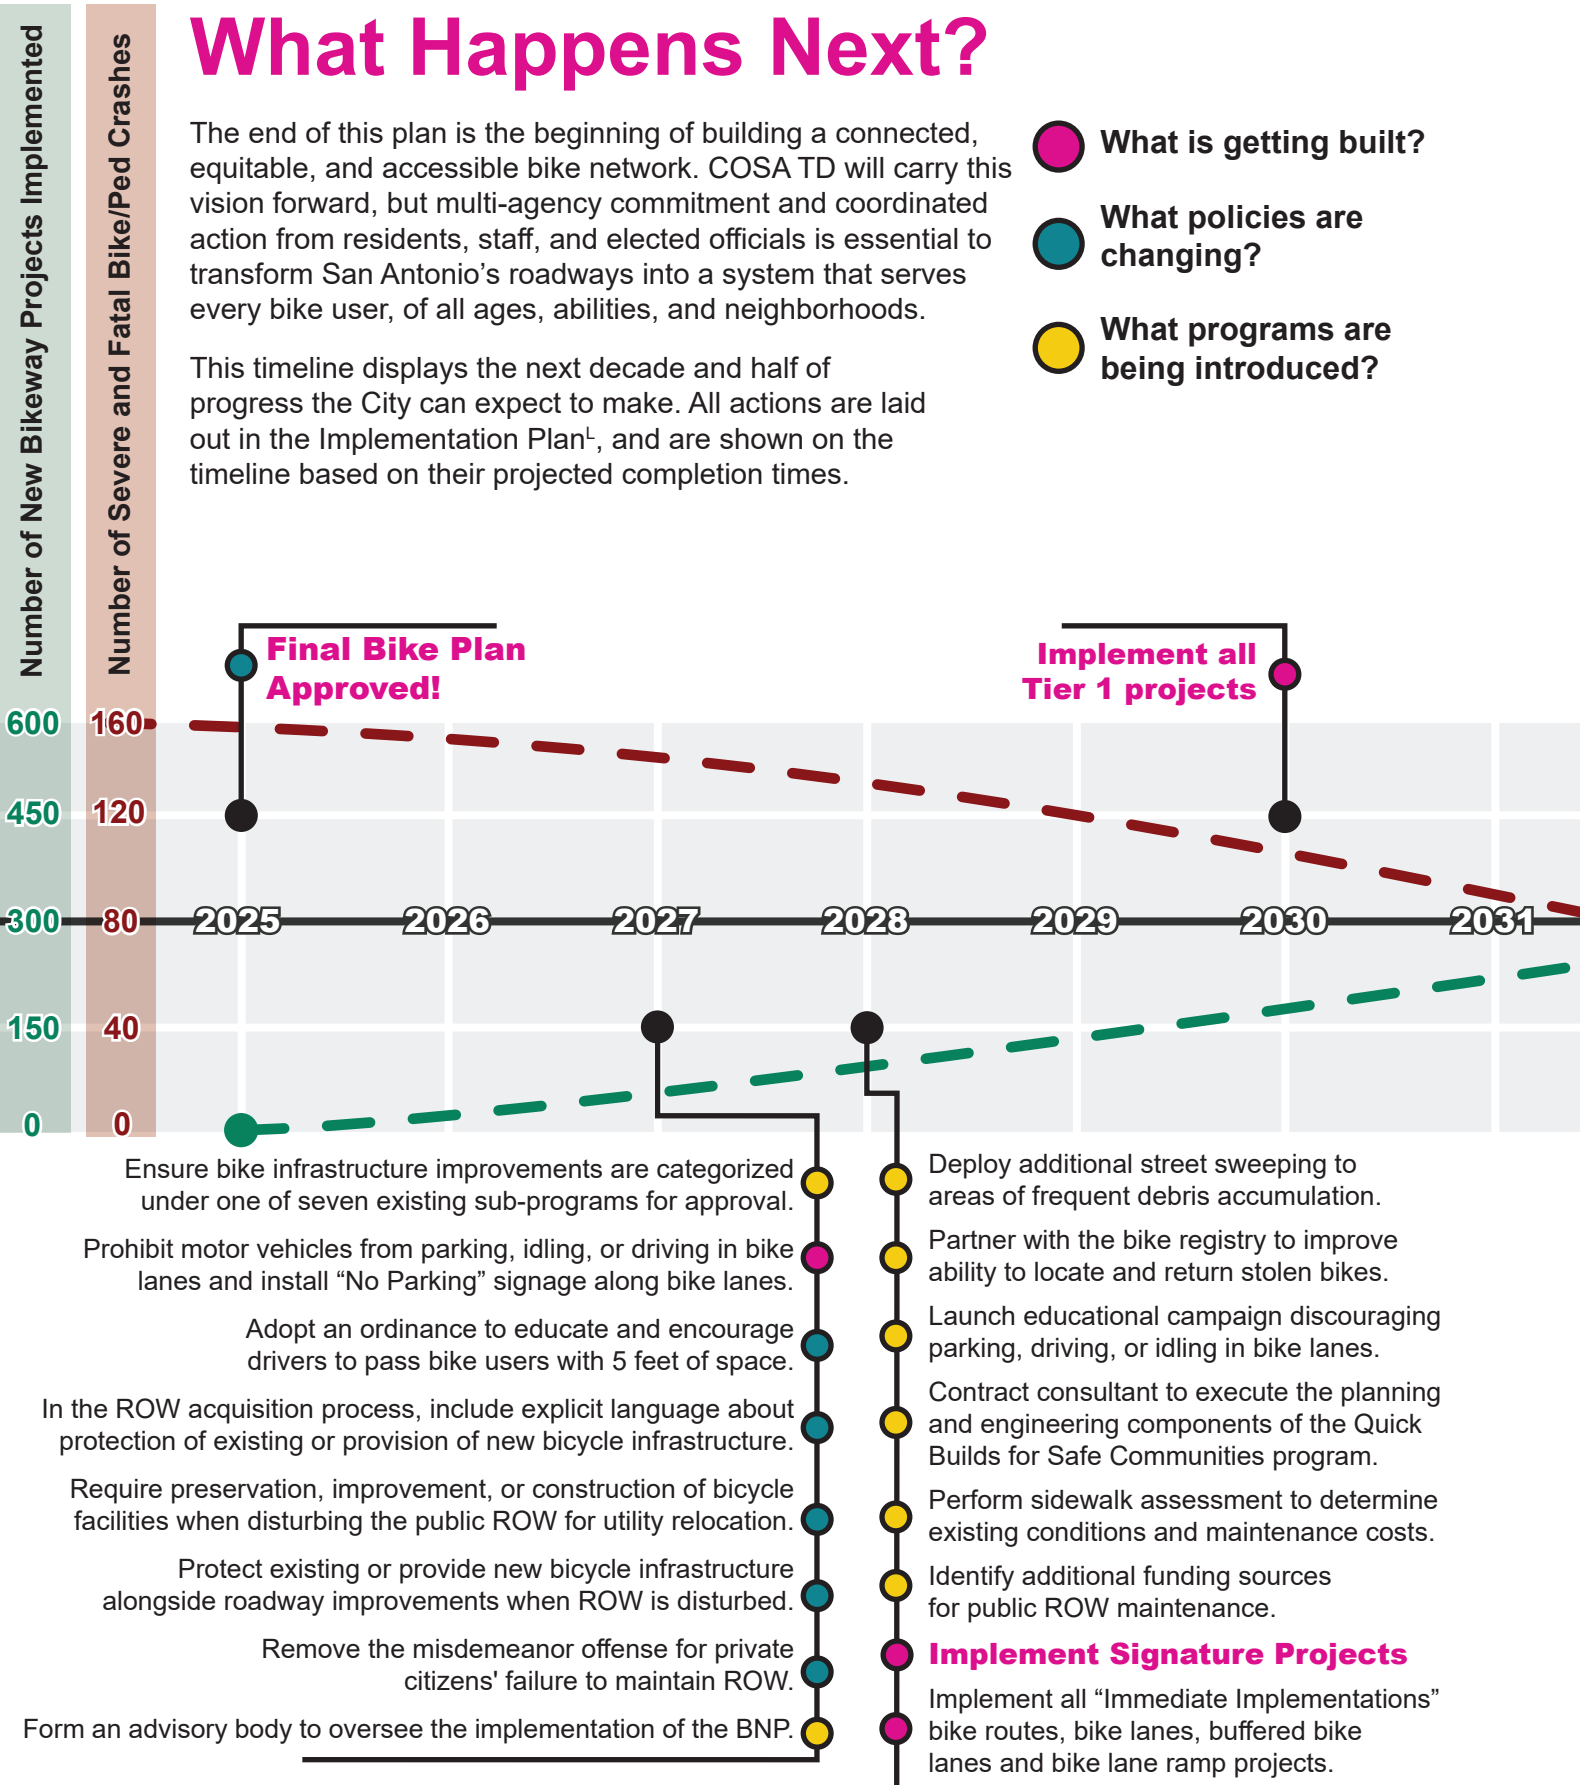 Number of New Bikeway Projects Implemented
Number of Severe and Fatal Bike/Ped Crashes
What Happens Next?
The end of this plan is the beginning of building a connected,
equitable, and accessible bike network. COSA TD will carry this
vision forward, but multi-agency commitment and coordinated
action from residents, staff, and elected officials is essential to
transform San Antonio’s roadways into a system that serves
every bike user, of all ages, abilities, and neighborhoods.
This timeline displays the next decade and half of
progress the City can expect to make. All actions are laid
out in the Implementation Planᴸ, and are shown on the
timeline based on their projected completion times.
What is getting built?
What policies are
changing?
What programs are
being introduced?
Final Bike Plan
Approved!
Implement all
Tier 1 projects
600 160
450 120
300 80 2025 2026 2027 2028 2029 2030 2031
150 40
0 0
Ensure bike infrastructure improvements are categorized
under one of seven existing sub-programs for approval.
Prohibit motor vehicles from parking, idling, or driving in bike
lanes and install “No Parking” signage along bike lanes.
Adopt an ordinance to educate and encourage
drivers to pass bike users with 5 feet of space.
In the ROW acquisition process, include explicit language about
protection of existing or provision of new bicycle infrastructure.
Require preservation, improvement, or construction of bicycle
facilities when disturbing the public ROW for utility relocation.
Protect existing or provide new bicycle infrastructure
alongside roadway improvements when ROW is disturbed.
Remove the misdemeanor offense for private
citizens' failure to maintain ROW.
Form an advisory body to oversee the implementation of the BNP.
Deploy additional street sweeping to
areas of frequent debris accumulation.
Partner with the bike registry to improve
ability to locate and return stolen bikes.
Launch educational campaign discouraging
parking, driving, or idling in bike lanes.
Contract consultant to execute the planning
and engineering components of the Quick
Builds for Safe Communities program.
Perform sidewalk assessment to determine
existing conditions and maintenance costs.
Identify additional funding sources
for public ROW maintenance.
Implement Signature Projects
Implement all “Immediate Implementations”
bike routes, bike lanes, buffered bike
lanes and bike lane ramp projects.